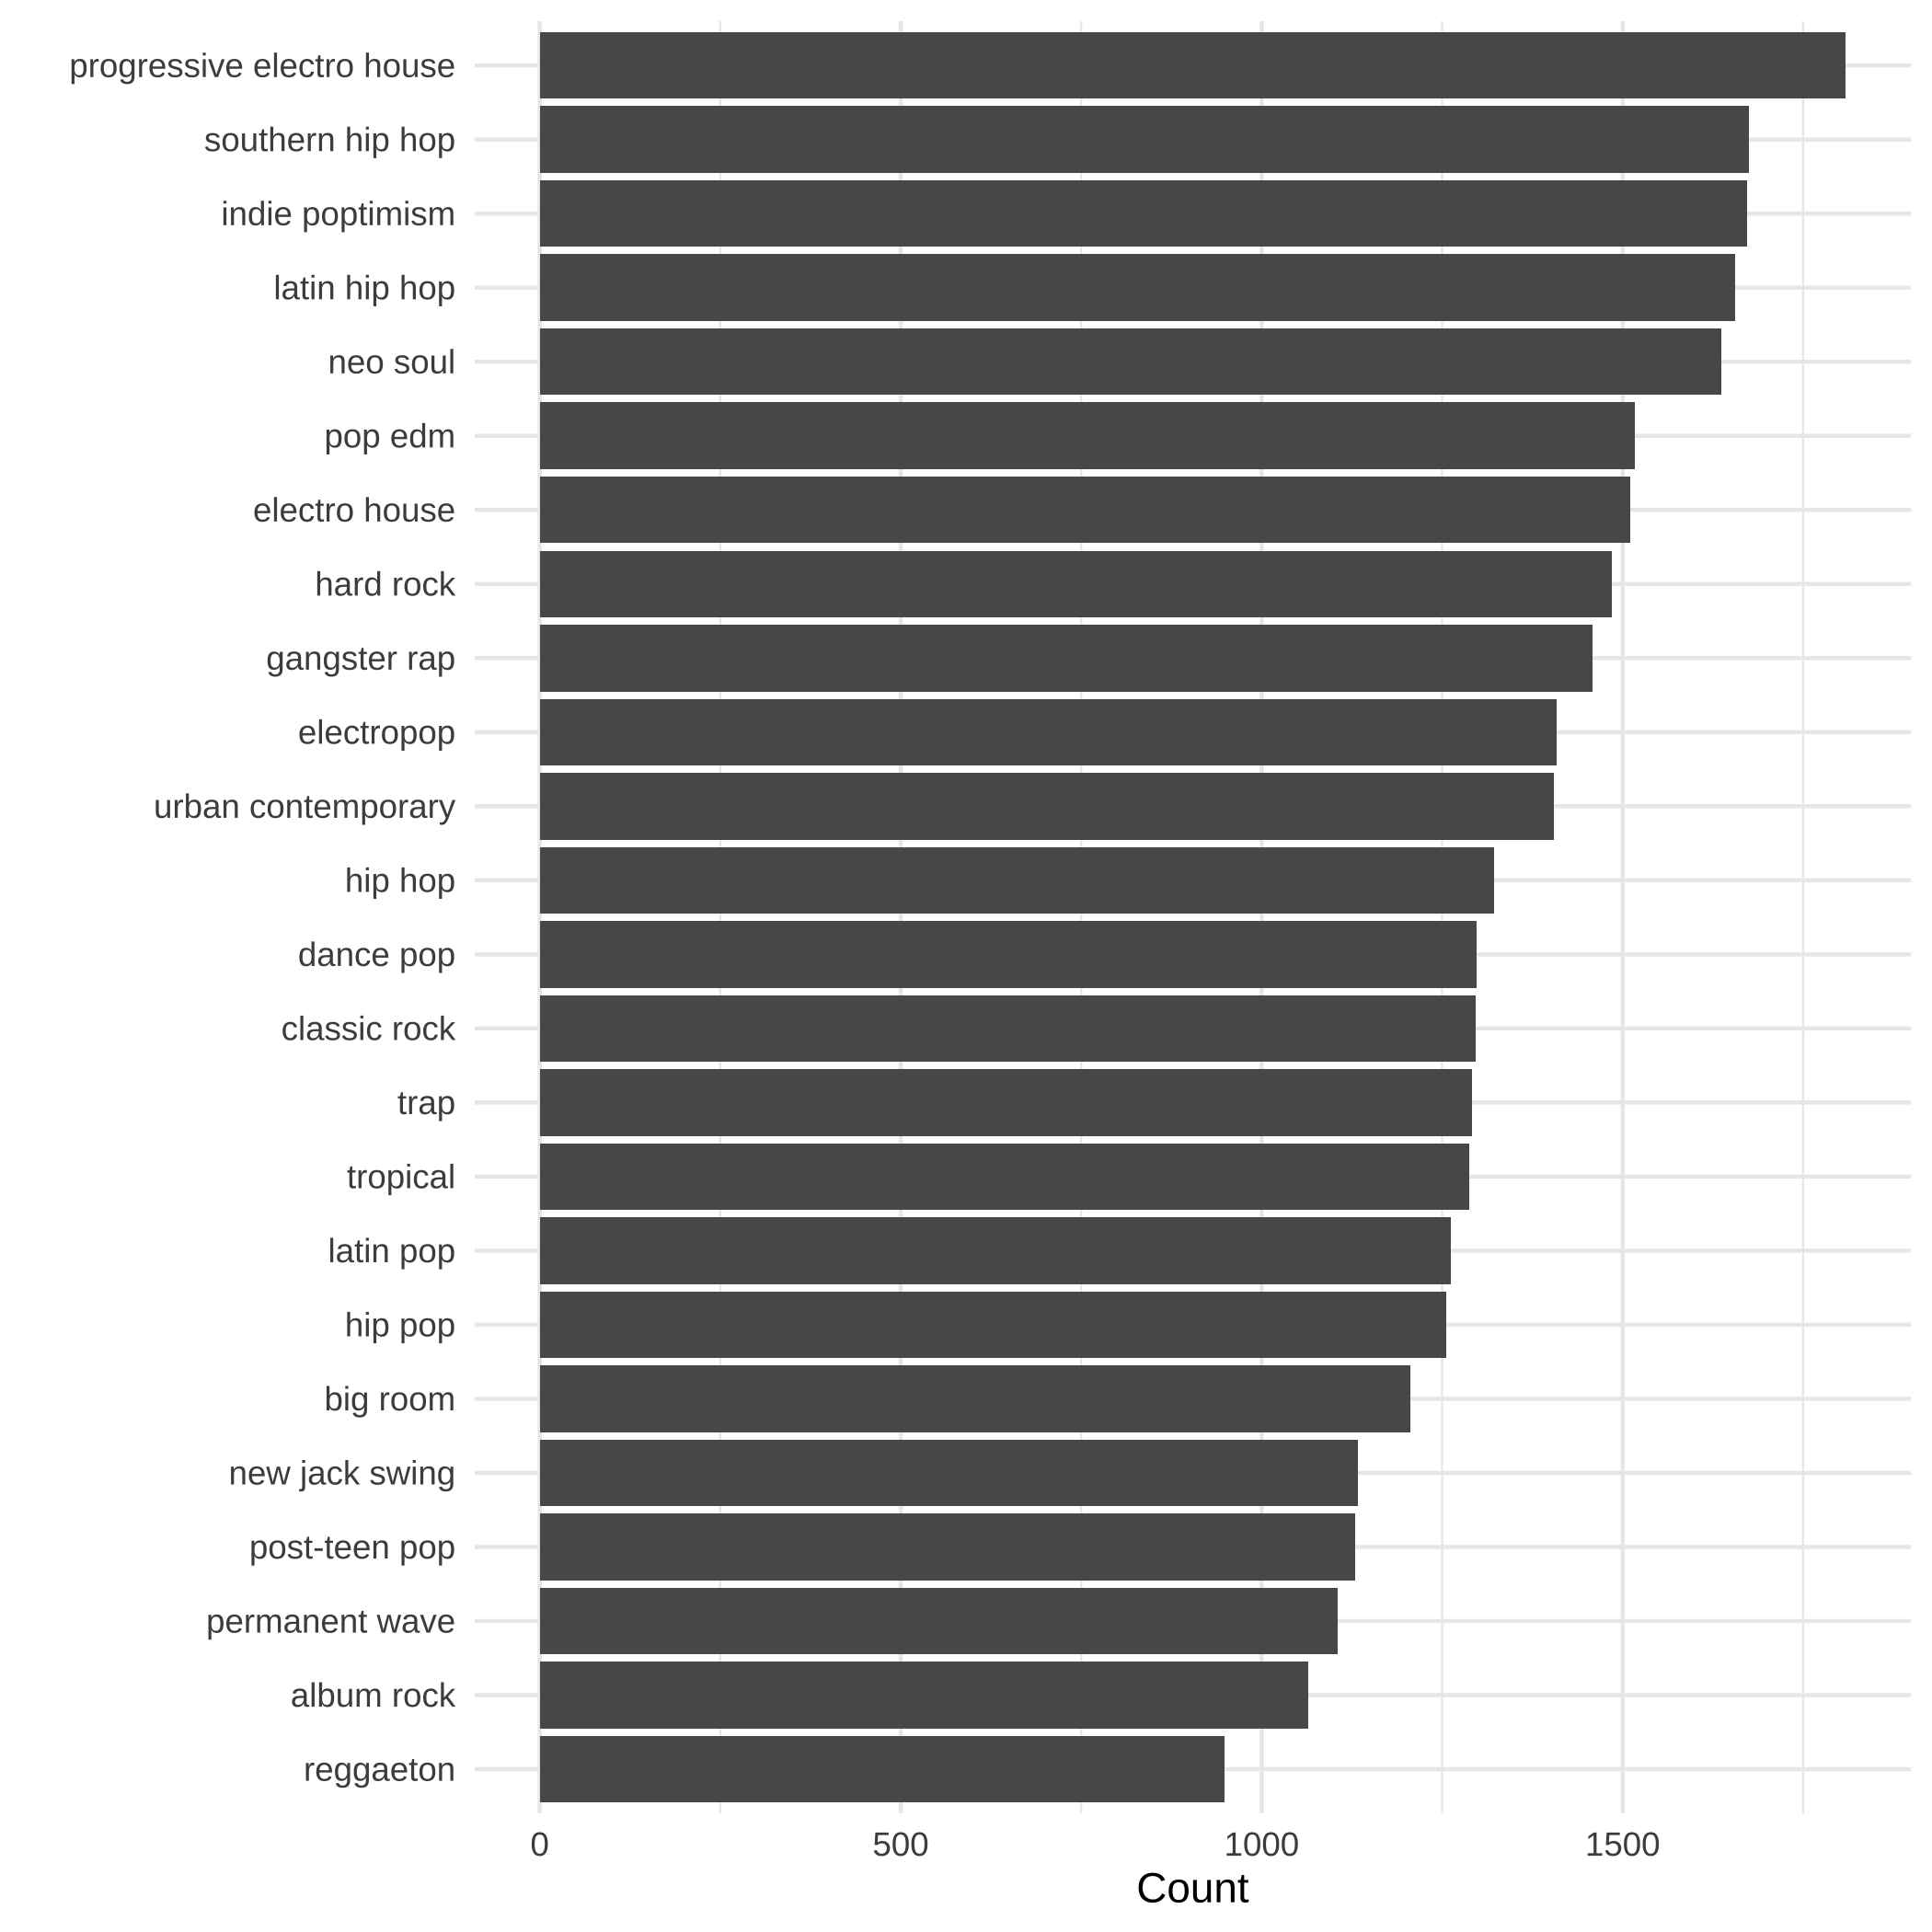 progressive electro house
southern hip hop
indie poptimism
latin hip hop
neo soul
pop edm
electro house
hard rock
gangster rap
electropop
urban contemporary
hip hop
dance pop
classic rock
trap
tropical
latin pop
hip pop
big room
new jack swing
post-teen pop
permanent wave
album rock
reggaeton
0 500 1000 1500
Count